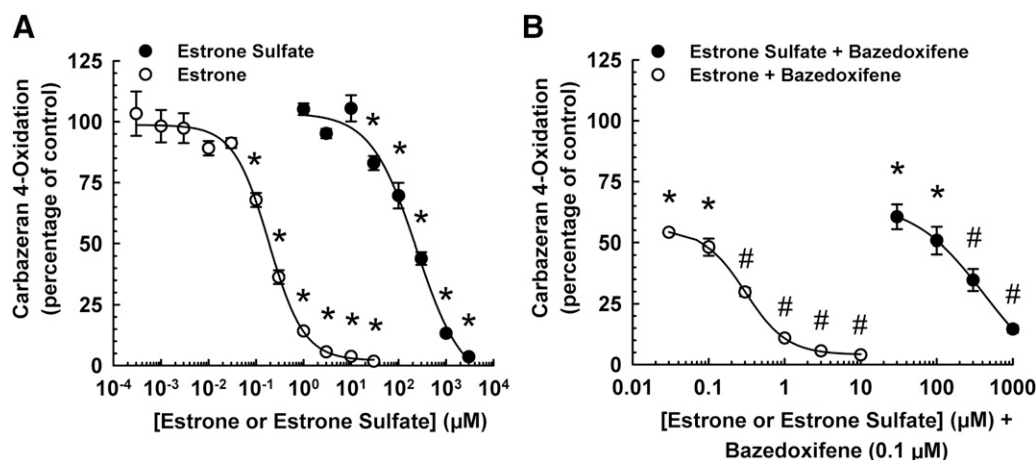 A
● Estrone Sulfate
○ Estrone
Carbazeran 4-Oxidation
(percentage of control)
125
100
75
50
25
0
10⁻⁴ 10⁻³ 10⁻² 10⁻¹ 10⁰ 10¹ 10² 10³ 10⁴
[Estrone or Estrone Sulfate] (µM)
* * * * * * * * * * *
B
● Estrone Sulfate + Bazedoxifene
○ Estrone + Bazedoxifene
Carbazeran 4-Oxidation
(percentage of control)
125
100
75
50
25
0
* * # # # # * * # #
0.01 0.1 1 10 100 1000
[Estrone or Estrone Sulfate] (µM) +
Bazedoxifene (0.1 µM)